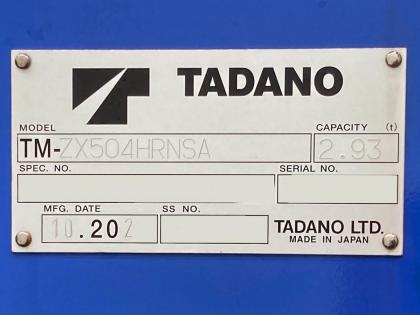 TADANO
MODEL CAPACITY (t)
TM-ZX504HRNSA 2.93
SPEC. NO. SERIAL NO.
MFG. DATE SS NO.
10.202
TADANO LTD.
MADE IN JAPAN